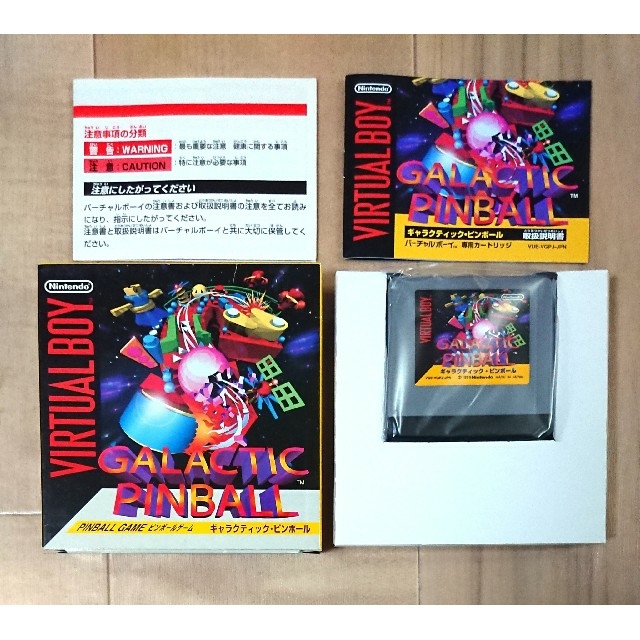 注意事項の分類
警告:WARNING :最も重要な注意 健康に関する事項
注意:CAUTION :特に注意が必要な事項
注意にしたがってください
バーチャルボーイの注意書および取扱説明書の注意を全てお読み
になり、指示にしたがってください。
注意書と取扱説明書はバーチャルボーイと共に大切に保管してく
ださい。
Nintendo
VIRTUAL BOY
GALACTIC
PINBALL
TM
ギャラクティック・ピンボール
バーチャルボーイ 専用カートリッジ
取扱説明書
VUE-VGPJ-JPN
Nintendo
VIRTUAL BOY
GALACTIC
PINBALL
TM
PINBALL GAME ピンボールゲーム
ギャラクティック・ピンボール
Nintendo
VIRTUAL BOY
GALACTIC
PINBALL
ギャラクティック・ピンボール